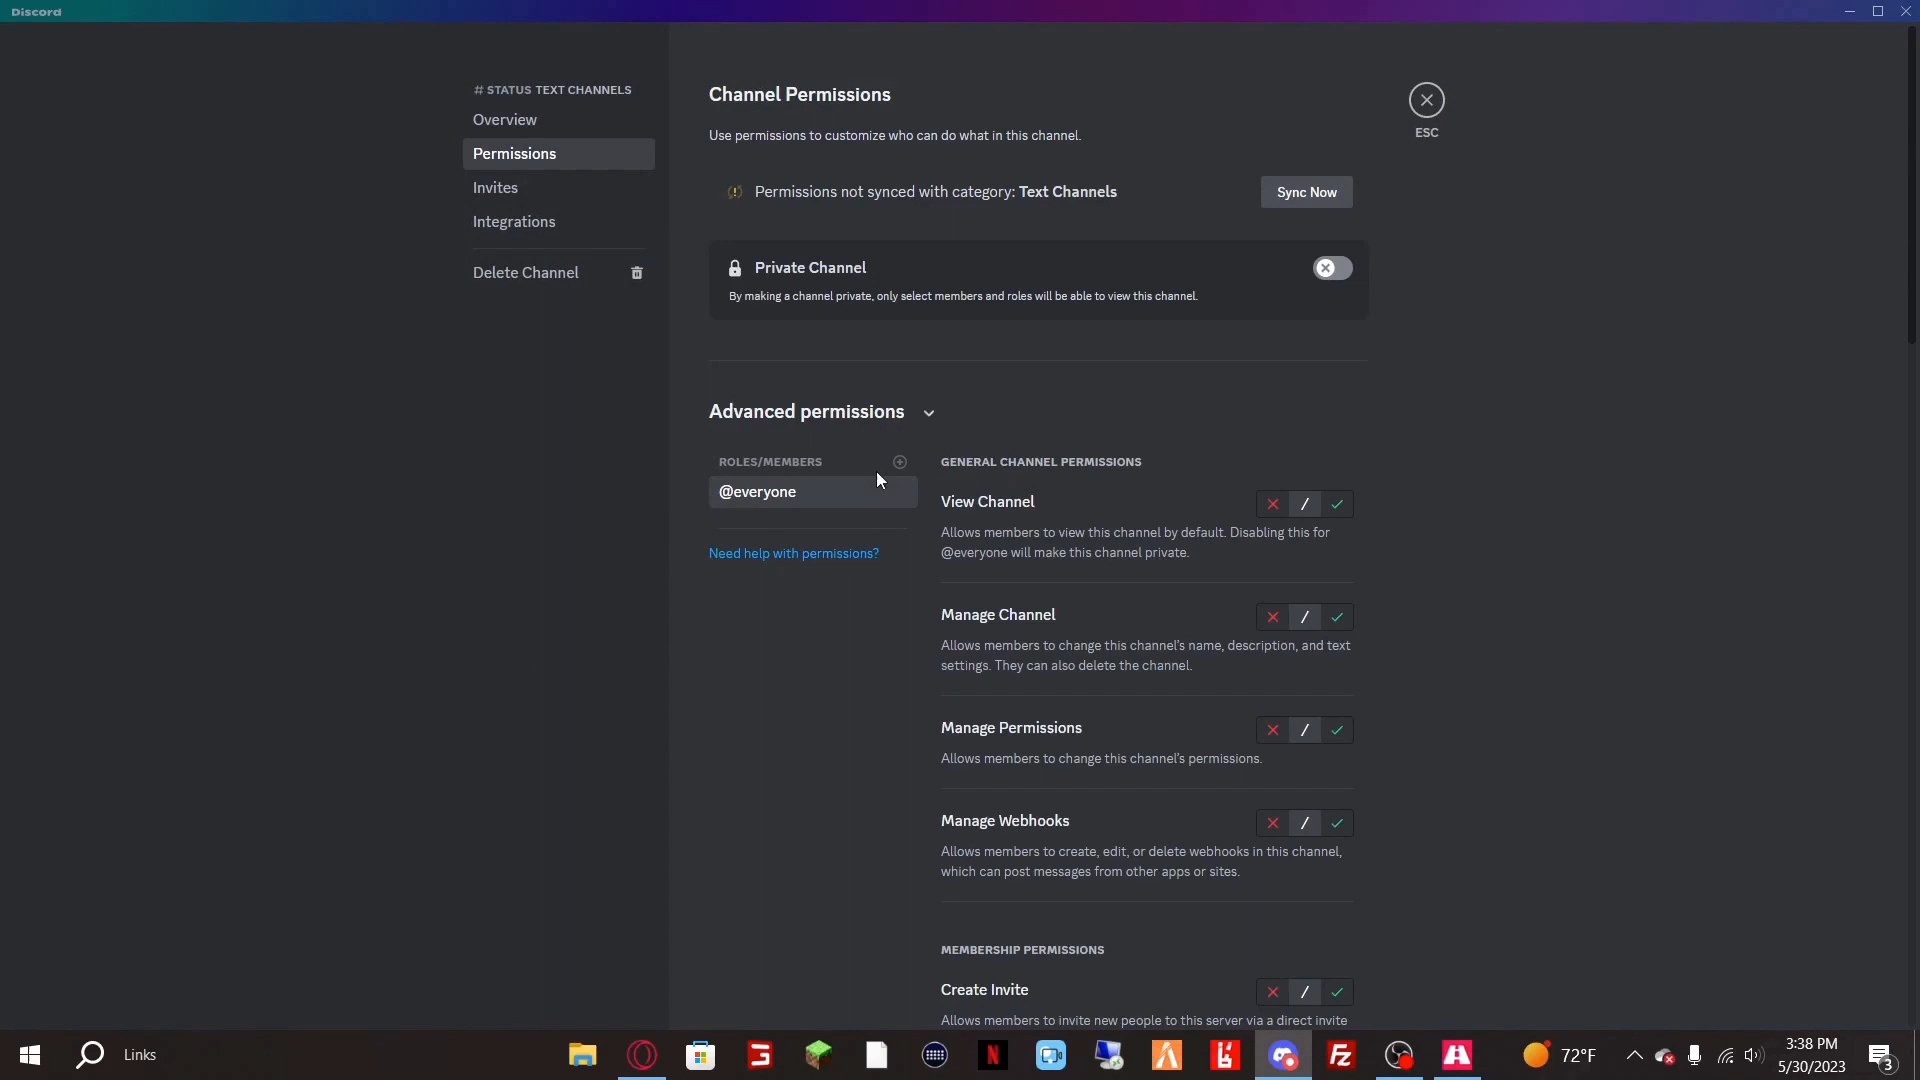 Discord
# STATUS TEXT CHANNELS
Overview
Permissions
Invites
Integrations
Delete Channel
Channel Permissions
Use permissions to customize who can do what in this channel.
ESC
Permissions not synced with category: Text Channels
Sync Now
Private Channel
By making a channel private, only select members and roles will be able to view this channel.
Advanced permissions
ROLES/MEMBERS
@everyone
Need help with permissions?
GENERAL CHANNEL PERMISSIONS
View Channel
Allows members to view this channel by default. Disabling this for
@everyone will make this channel private.
Manage Channel
Allows members to change this channel's name, description, and text
settings. They can also delete the channel.
Manage Permissions
Allows members to change this channel's permissions.
Manage Webhooks
Allows members to create, edit, or delete webhooks in this channel,
which can post messages from other apps or sites.
MEMBERSHIP PERMISSIONS
Create Invite
Allows members to invite new people to this server via a direct invite
Links
72°F
3:38 PM
5/30/2023
3